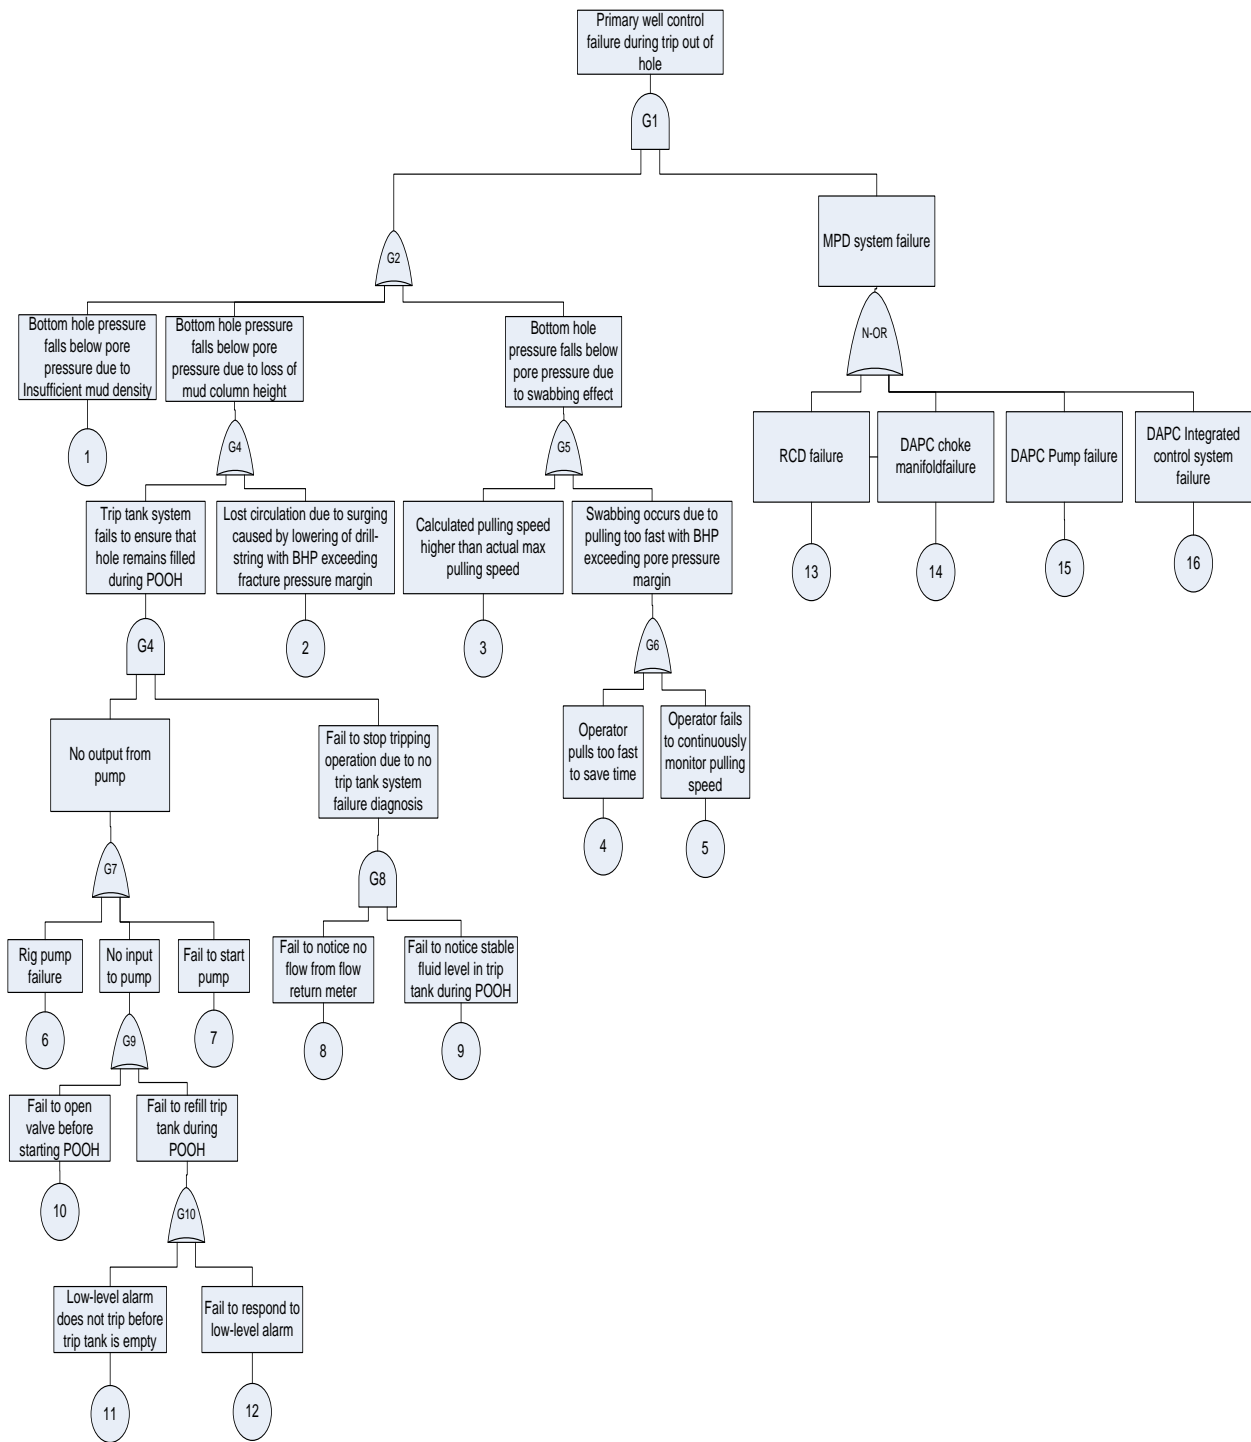 Primary well control
failure during trip out of
hole
G1
MPD system failure
G2
N-OR
Bottom hole pressure
falls below pore
pressure due to
Insufficient mud density
Bottom hole pressure
falls below pore
pressure due to loss of
mud column height
Bottom hole
pressure falls below
pore pressure due
to swabbing effect
1
G4
G5
RCD failure
DAPC choke
manifoldfailure
DAPC Pump failure
DAPC Integrated
control system
failure
Trip tank system
fails to ensure that
hole remains filled
during POOH
Lost circulation due to surging
caused by lowering of drill-
string with BHP exceeding
fracture pressure margin
Calculated pulling speed
higher than actual max
pulling speed
Swabbing occurs due to
pulling too fast with BHP
exceeding pore pressure
margin
13
14
15
16
G4
2
3
G6
No output from
pump
Fail to stop tripping
operation due to no
trip tank system
failure diagnosis
Operator
pulls too fast
to save time
Operator fails
to continuously
monitor pulling
speed
4
5
G7
G8
Rig pump
failure
No input
to pump
Fail to start
pump
Fail to notice no
flow from flow
return meter
Fail to notice stable
fluid level in trip
tank during POOH
6
G9
7
8
9
Fail to open
valve before
starting POOH
Fail to refill trip
tank during
POOH
10
G10
Low-level alarm
does not trip before
trip tank is empty
Fail to respond to
low-level alarm
11
12